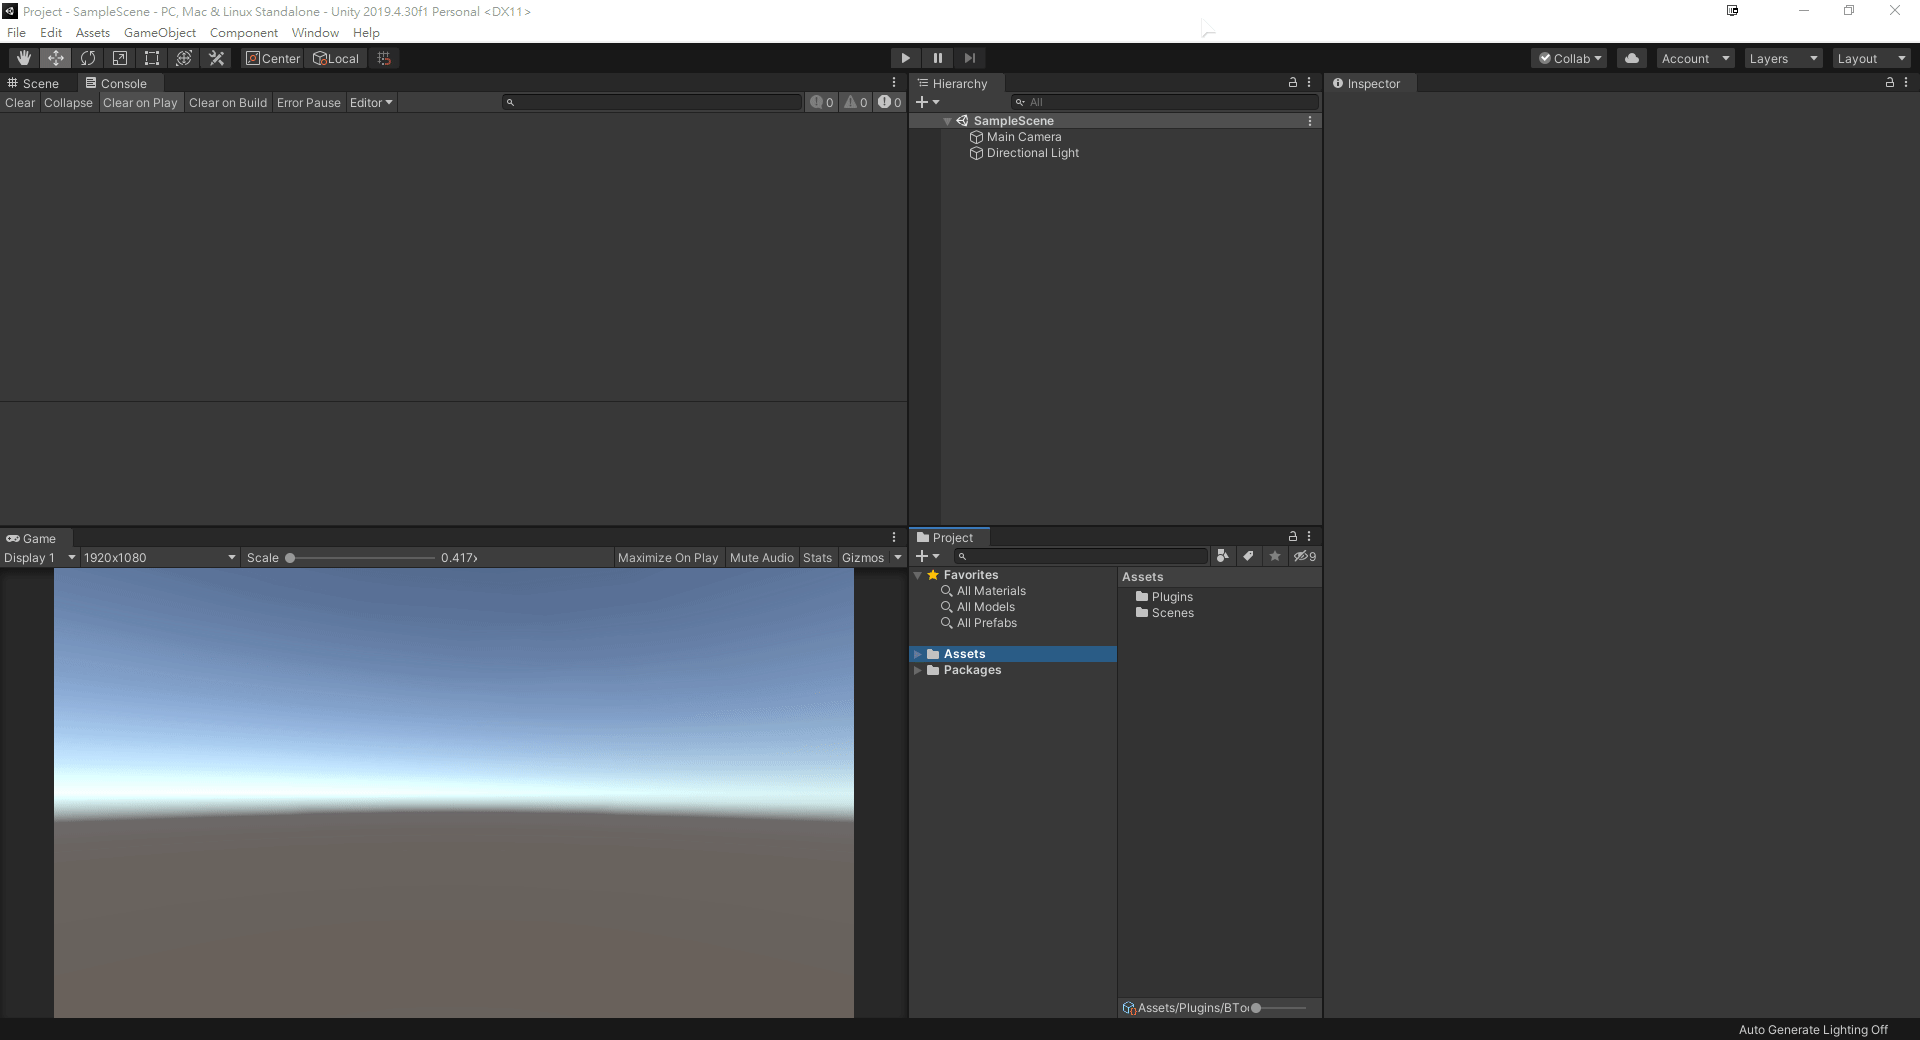 Project - SampleScene - PC, Mac & Linux Standalone - Unity 2019.4.30f1 Personal <DX11>
File Edit Assets GameObject Component Window Help
Center Local Collab Account Layers Layout
Scene Console
Clear Collapse Clear on Play Clear on Build Error Pause Editor 0 0 0
Hierarchy
All
SampleScene
Main Camera
Directional Light
Inspector
Game
Display 1 1920x1080 Scale 0.417x Maximize On Play Mute Audio Stats Gizmos
Project
9
Favorites
All Materials
All Models
All Prefabs
Assets
Packages
Assets
Plugins
Scenes
Assets/Plugins/BToo
Auto Generate Lighting Off